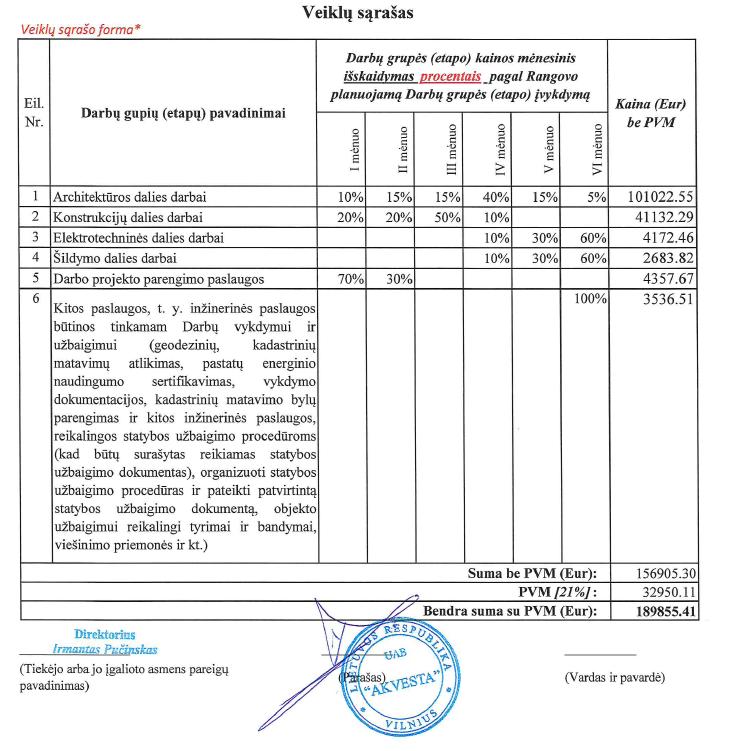 Veiklų sąrašas
Veiklų sąrašo forma*
Eil. Nr.
Darbų gupių (etapų) pavadinimai
Darbų grupės (etapo) kainos mėnesinis
išskaidymas procentais pagal Rangovo
planuojamą Darbų grupės (etapo) įvykdymą
Kaina (Eur)
be PVM
I mėnuo
II mėnuo
III mėnuo
IV mėnuo
V mėnuo
VI mėnuo
1 Architektūros dalies darbai 10% 15% 15% 40% 15% 5% 101022.55
2 Konstrukcijų dalies darbai 20% 20% 50% 10% 41132.29
3 Elektrotechninės dalies darbai 10% 30% 60% 4172.46
4 Šildymo dalies darbai 10% 30% 60% 2683.82
5 Darbo projekto parengimo paslaugos 70% 30% 4357.67
6 100% 3536.51
Kitos paslaugos, t. y. inžinerinės paslaugos
būtinos tinkamam Darbų vykdymui ir
užbaigimui (geodezinių, kadastrinių
matavimų atlikimas, pastatų energinio
naudingumo sertifikavimas, vykdymo
dokumentacijos, kadastrinių matavimo bylų
parengimas ir kitos inžinerinės paslaugos,
reikalingos statybos užbaigimo procedūroms
(kad būtų surašytas reikiamas statybos
užbaigimo dokumentas), organizuoti statybos
užbaigimo procedūras ir pateikti patvirtintą
statybos užbaigimo dokumentą, objekto
užbaigimui reikalingi tyrimai ir bandymai,
viešinimo priemonės ir kt.)
Suma be PVM (Eur): 156905.30
PVM [21%] : 32950.11
Bendra suma su PVM (Eur): 189855.41
Direktorius
Irmantas Pučinskas
(Tiekėjo arba jo įgalioto asmens pareigų
pavadinimas)
(Parašas)
(Vardas ir pavardė)
LIETUVOS RESPUBLIKA
UAB
"AKVESTA"
VILNIUS